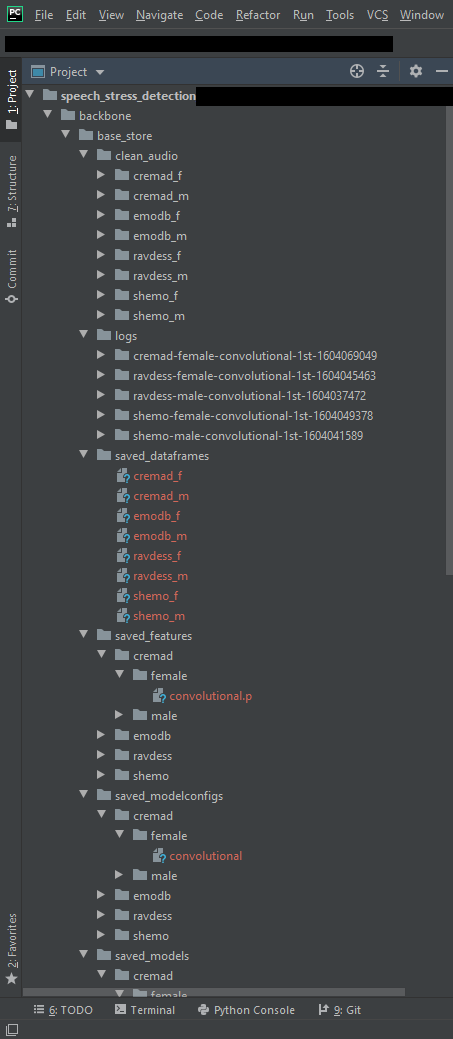 PC File Edit View Navigate Code Refactor Run Tools VCS Window
Project
1: Project
7: Structure
Commit
2: Favorites
speech_stress_detection
backbone
base_store
clean_audio
cremad_f
cremad_m
emodb_f
emodb_m
ravdess_f
ravdess_m
shemo_f
shemo_m
logs
cremad-female-convolutional-1st-1604069049
ravdess-female-convolutional-1st-1604045463
ravdess-male-convolutional-1st-1604037472
shemo-female-convolutional-1st-1604049378
shemo-male-convolutional-1st-1604041589
saved_dataframes
cremad_f
cremad_m
emodb_f
emodb_m
ravdess_f
ravdess_m
shemo_f
shemo_m
saved_features
cremad
female
convolutional.p
male
emodb
ravdess
shemo
saved_modelconfigs
cremad
female
convolutional
male
emodb
ravdess
shemo
saved_models
cremad
female
6: TODO Terminal Python Console 9: Git